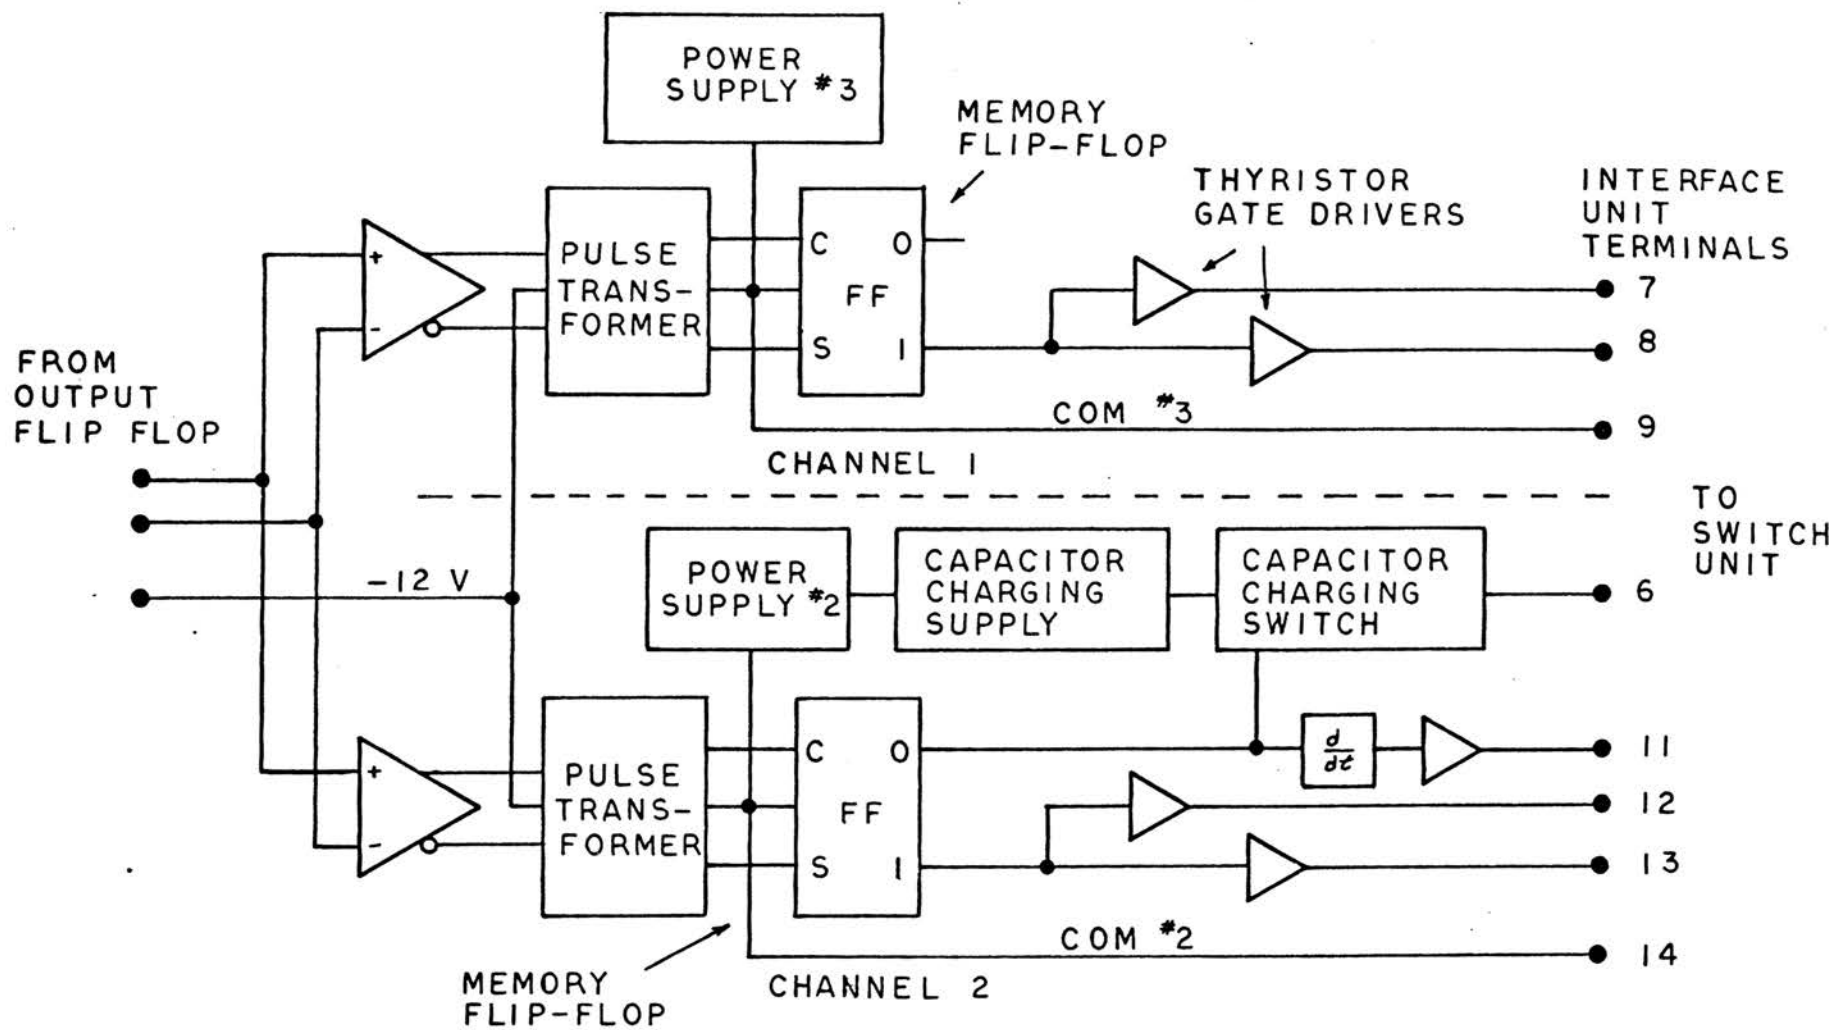 POWER
SUPPLY #3
MEMORY
FLIP-FLOP
THYRISTOR
GATE DRIVERS
INTERFACE
UNIT
TERMINALS
+
-
PULSE
TRANS-
FORMER
C
O
FF
S
I
7
8
9
FROM
OUTPUT
FLIP FLOP
COM #3
CHANNEL 1
-12 V
TO
SWITCH
UNIT
POWER
SUPPLY #2
CAPACITOR
CHARGING
SUPPLY
CAPACITOR
CHARGING
SWITCH
6
+
-
PULSE
TRANS-
FORMER
C
O
FF
S
I
d
dt
11
12
13
COM #2
14
MEMORY
FLIP-FLOP
CHANNEL 2